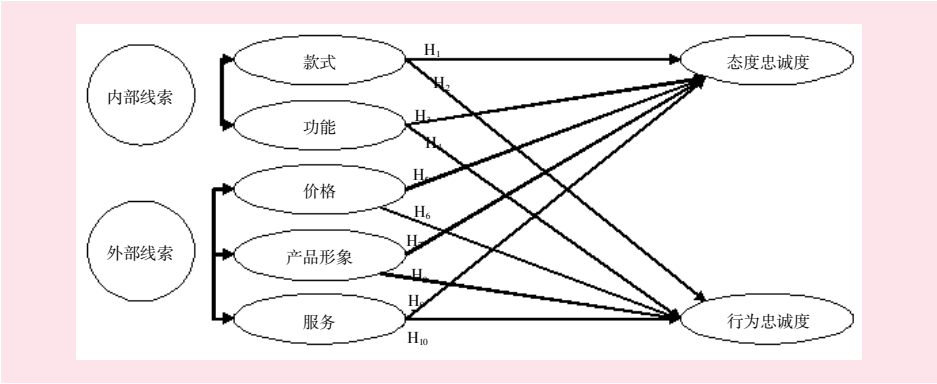 款式
H₁
态度忠诚度
H₂
内部线索
功能
价格
H₆
外部线索
产品形象
服务
行为忠诚度
H₁₀